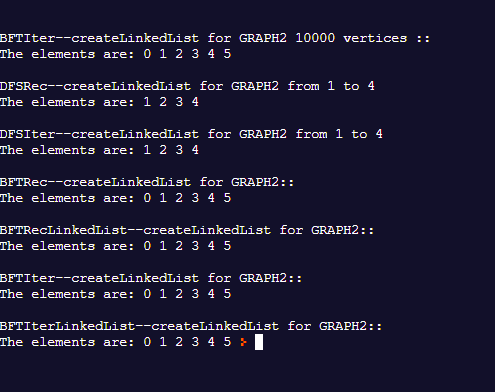 BFTIter--createLinkedList for GRAPH2 10000 vertices ::
The elements are: 0 1 2 3 4 5
DFSRec--createLinkedList for GRAPH2 from 1 to 4
The elements are: 1 2 3 4
DFSIter--createLinkedList for GRAPH2 from 1 to 4
The elements are: 1 2 3 4
BFTRec--createLinkedList for GRAPH2::
The elements are: 0 1 2 3 4 5
BFTRecLinkedList--createLinkedList for GRAPH2::
The elements are: 0 1 2 3 4 5
BFTIter--createLinkedList for GRAPH2::
The elements are: 0 1 2 3 4 5
BFTIterLinkedList--createLinkedList for GRAPH2::
The elements are: 0 1 2 3 4 5 >